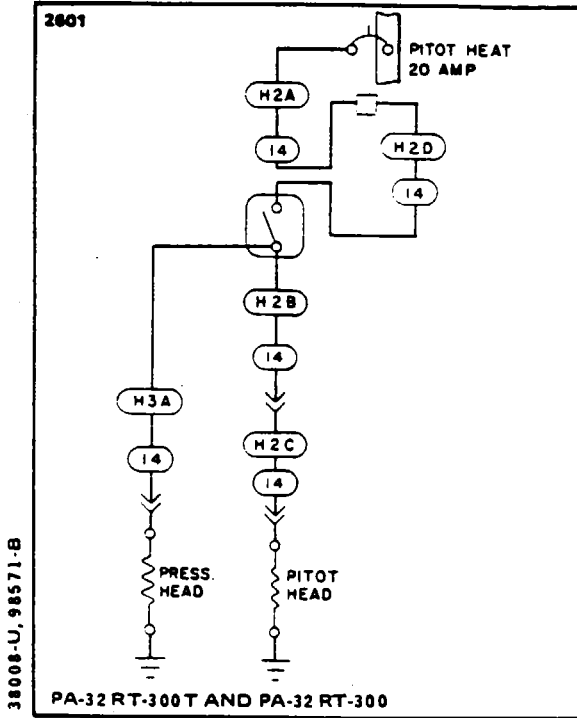 2601
PITOT HEAT
20 AMP
H2A
14
H2D
14
H2B
14
H3A
14
H2C
14
PRESS.
HEAD
PITOT
HEAD
38008-U, 98571-B
PA-32 RT-300T AND PA-32 RT-300